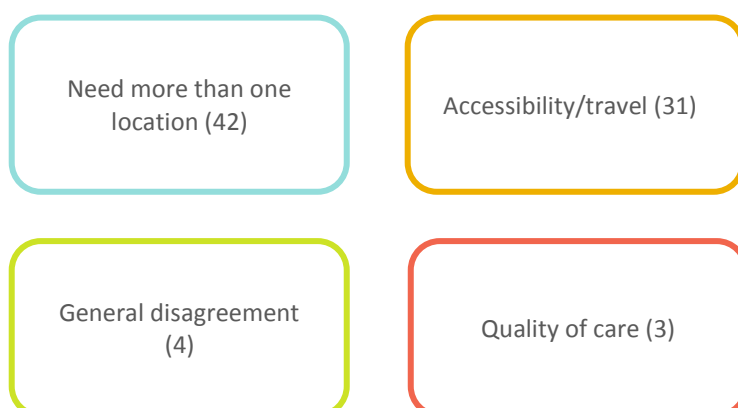 Need more than one
location (42)
Accessibility/travel (31)
General disagreement
(4)
Quality of care (3)